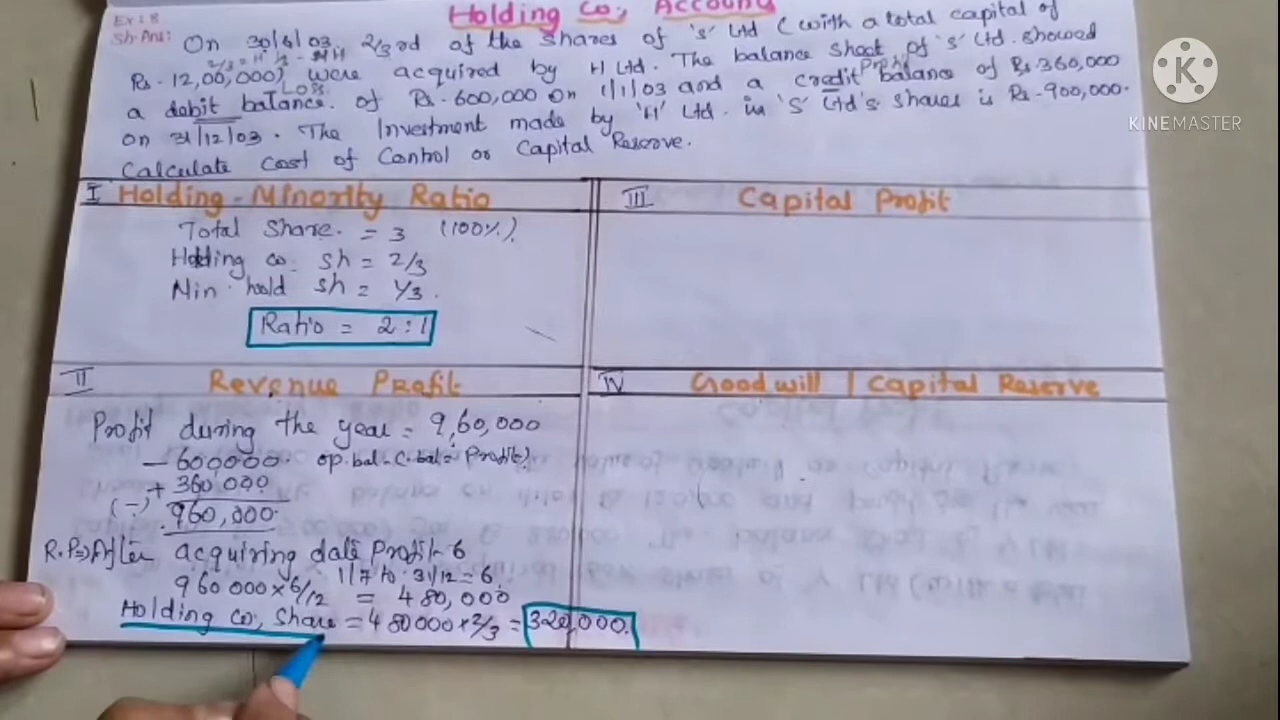 Holding Co, Account
Ex: 8
Sh. Ans:
On 30/6/03 2/3rd of the shares of 'S' Ltd (with a total capital of
Rs. 12,00,000) were acquired by H Ltd. The balance sheet of 'S' Ltd. showed
Loss
Profit
a debit balance of Rs. 600,000 on 1/1/03 and a credit balance of Rs. 360,000
on 31/12/03. The Investment made by 'H' Ltd. in 'S' Ltd's shares is Rs. 900,000.
Calculate cost of Control or Capital Reserve.
I Holding - Minority Ratio
Total Share. = 3 (100%).
Holding co. sh = 2/3
Min. hold sh = 1/3.
Ratio = 2:1
II Revenue Profit
Profit during the year = 9,60,000
- 600000. op. bal - c. bal = Profit)
+ 360,000
(-) 960,000.
R.P=) After acquiring date Profit - 6
1/7 to 31/12 = 6
960000 x 6/12 = 480,000
Holding co, Share = 480000 x 2/3 = 320,000.
III Capital Profit
IV Goodwill / Capital Reserve
K
KINEMASTER